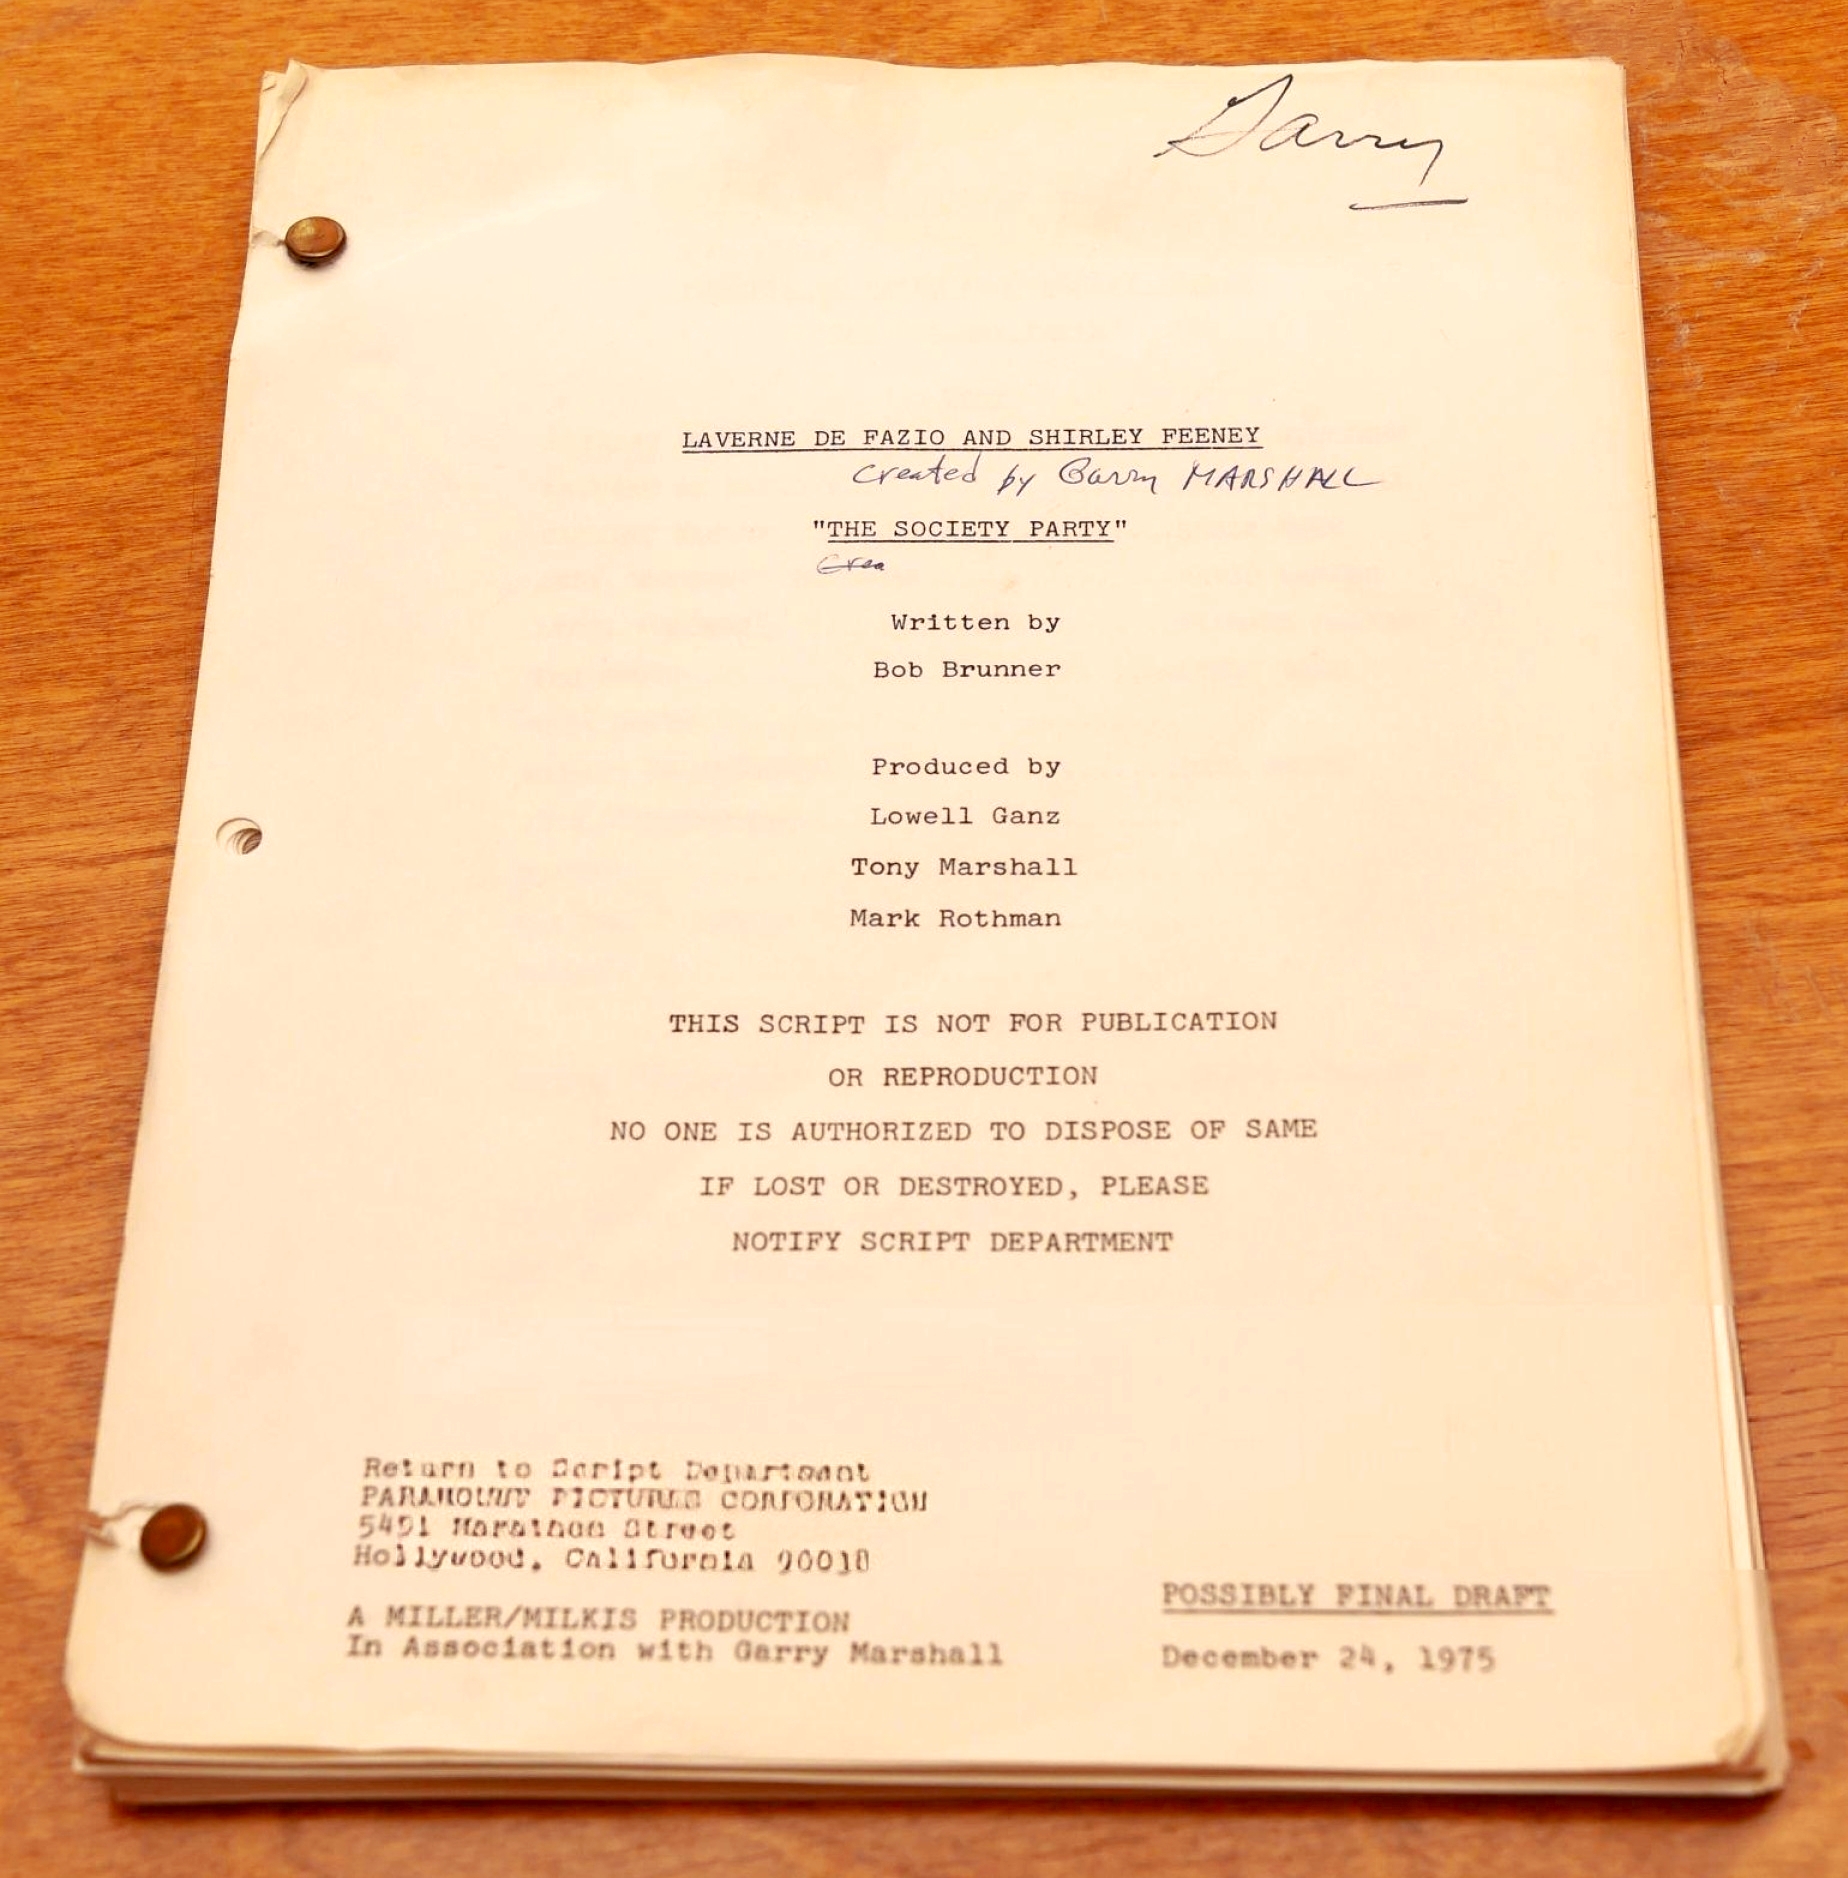 Garry
LAVERNE DE FAZIO AND SHIRLEY FEENEY
created by Garry MARSHALL
"THE SOCIETY PARTY"
Crea
Written by
Bob Brunner
Produced by
Lowell Ganz
Tony Marshall
Mark Rothman
THIS SCRIPT IS NOT FOR PUBLICATION
OR REPRODUCTION
NO ONE IS AUTHORIZED TO DISPOSE OF SAME
IF LOST OR DESTROYED, PLEASE
NOTIFY SCRIPT DEPARTMENT
Return to Script Department
PARAMOUNT PICTURES CORPORATION
5451 Marathon Street
Hollywood, California 90038
A MILLER/MILKIS PRODUCTION
In Association with Garry Marshall
POSSIBLY FINAL DRAFT
December 24, 1975